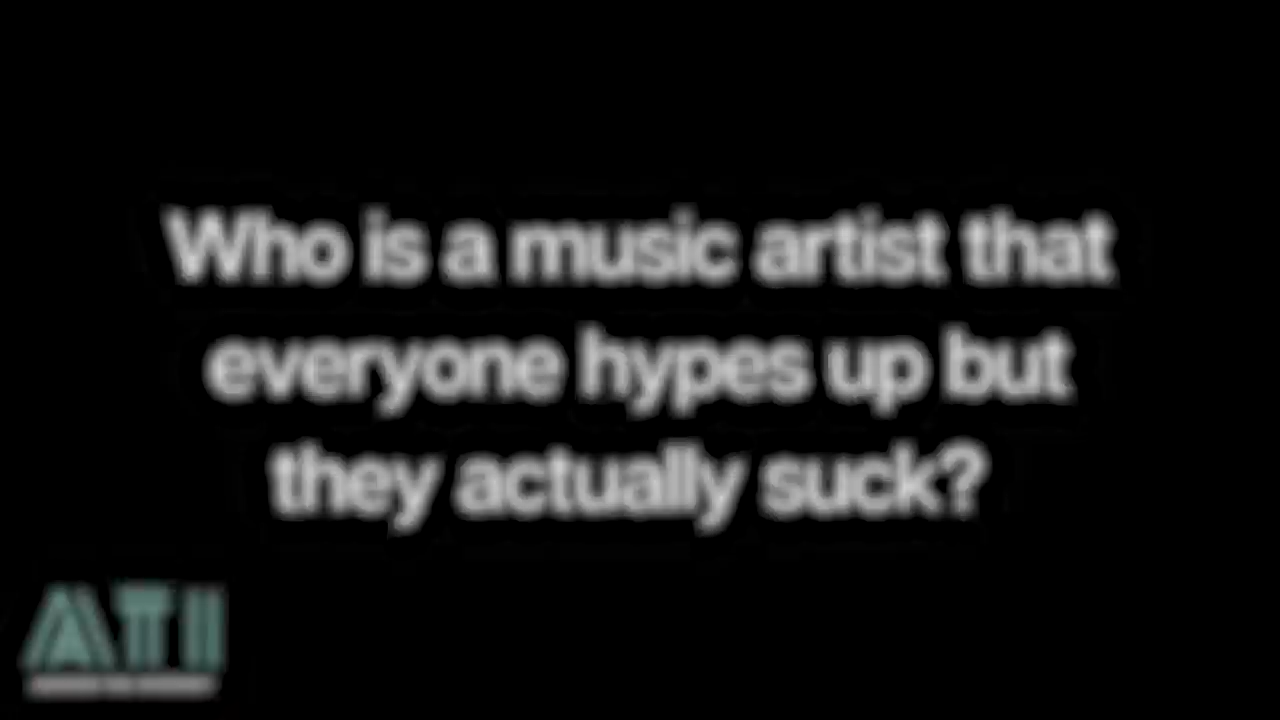 Who is a music artist that
everyone hypes up but
they actually suck?
ATI